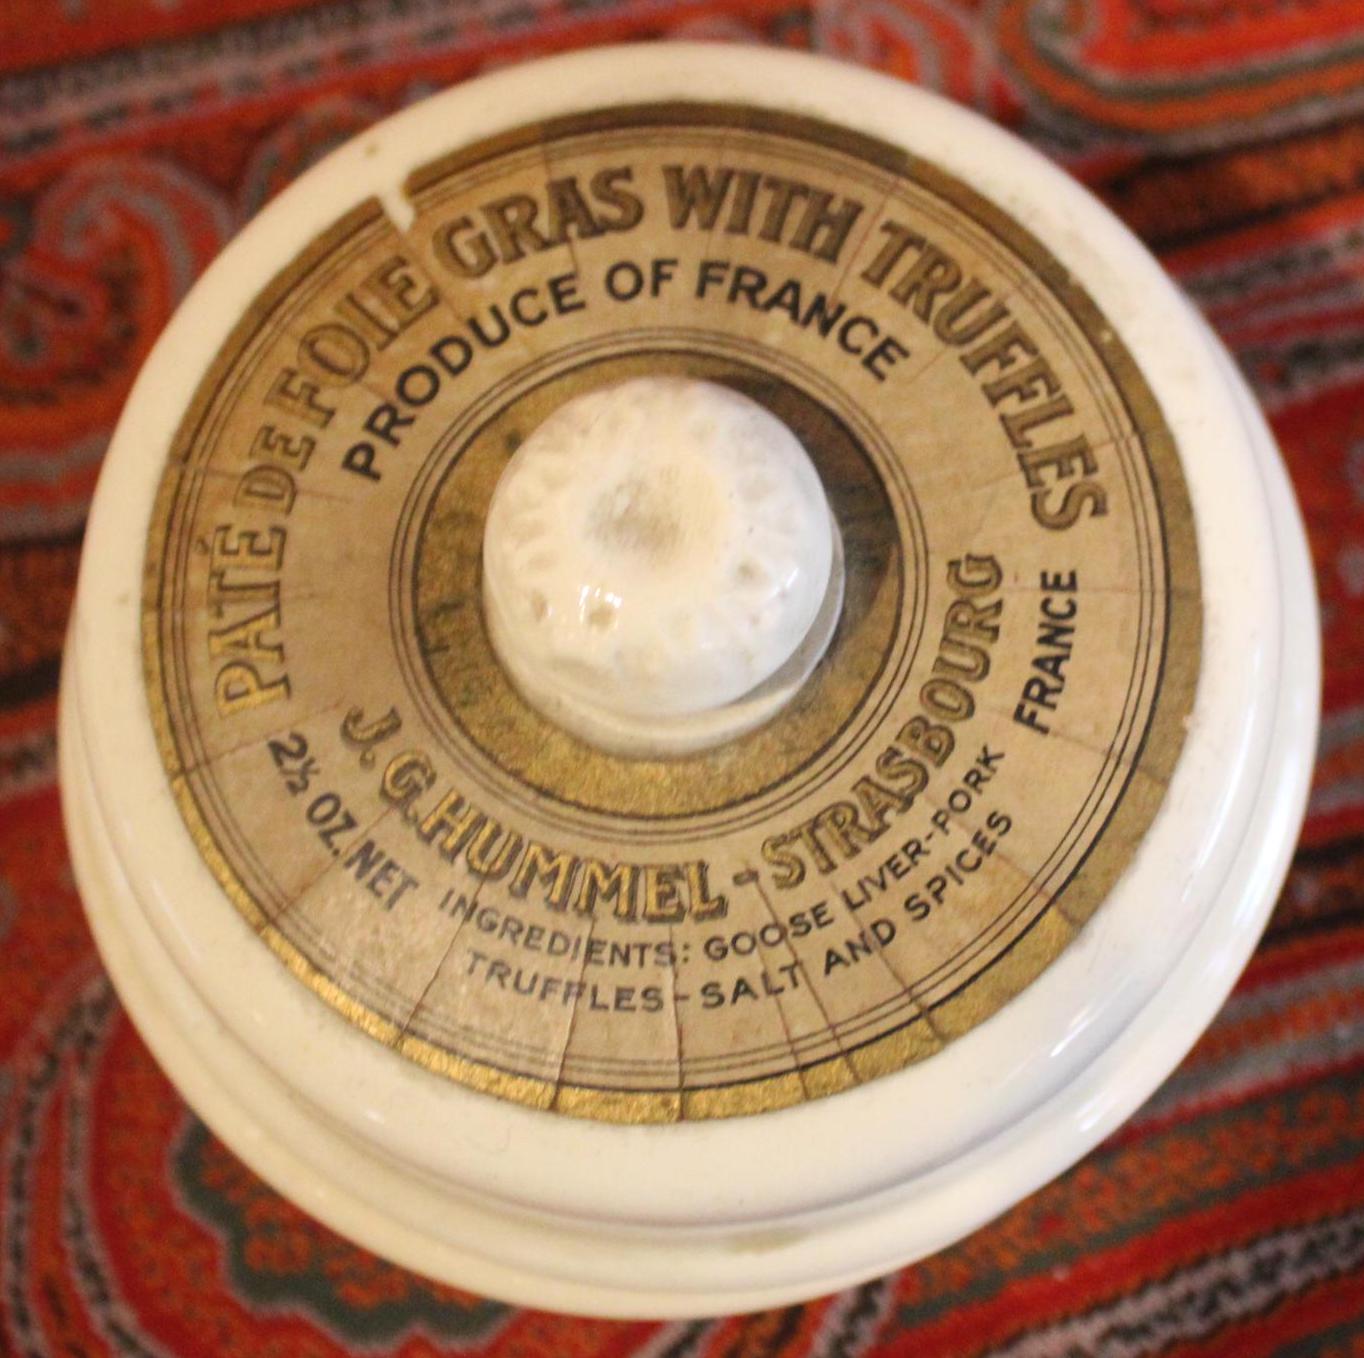 PATÉ DE FOIE GRAS WITH TRUFFLES
PRODUCE OF FRANCE
J. G. HUMMEL - STRASBOURG
FRANCE
2½ OZ. NET
INGREDIENTS: GOOSE LIVER-PORK
TRUFFLES - SALT AND SPICES